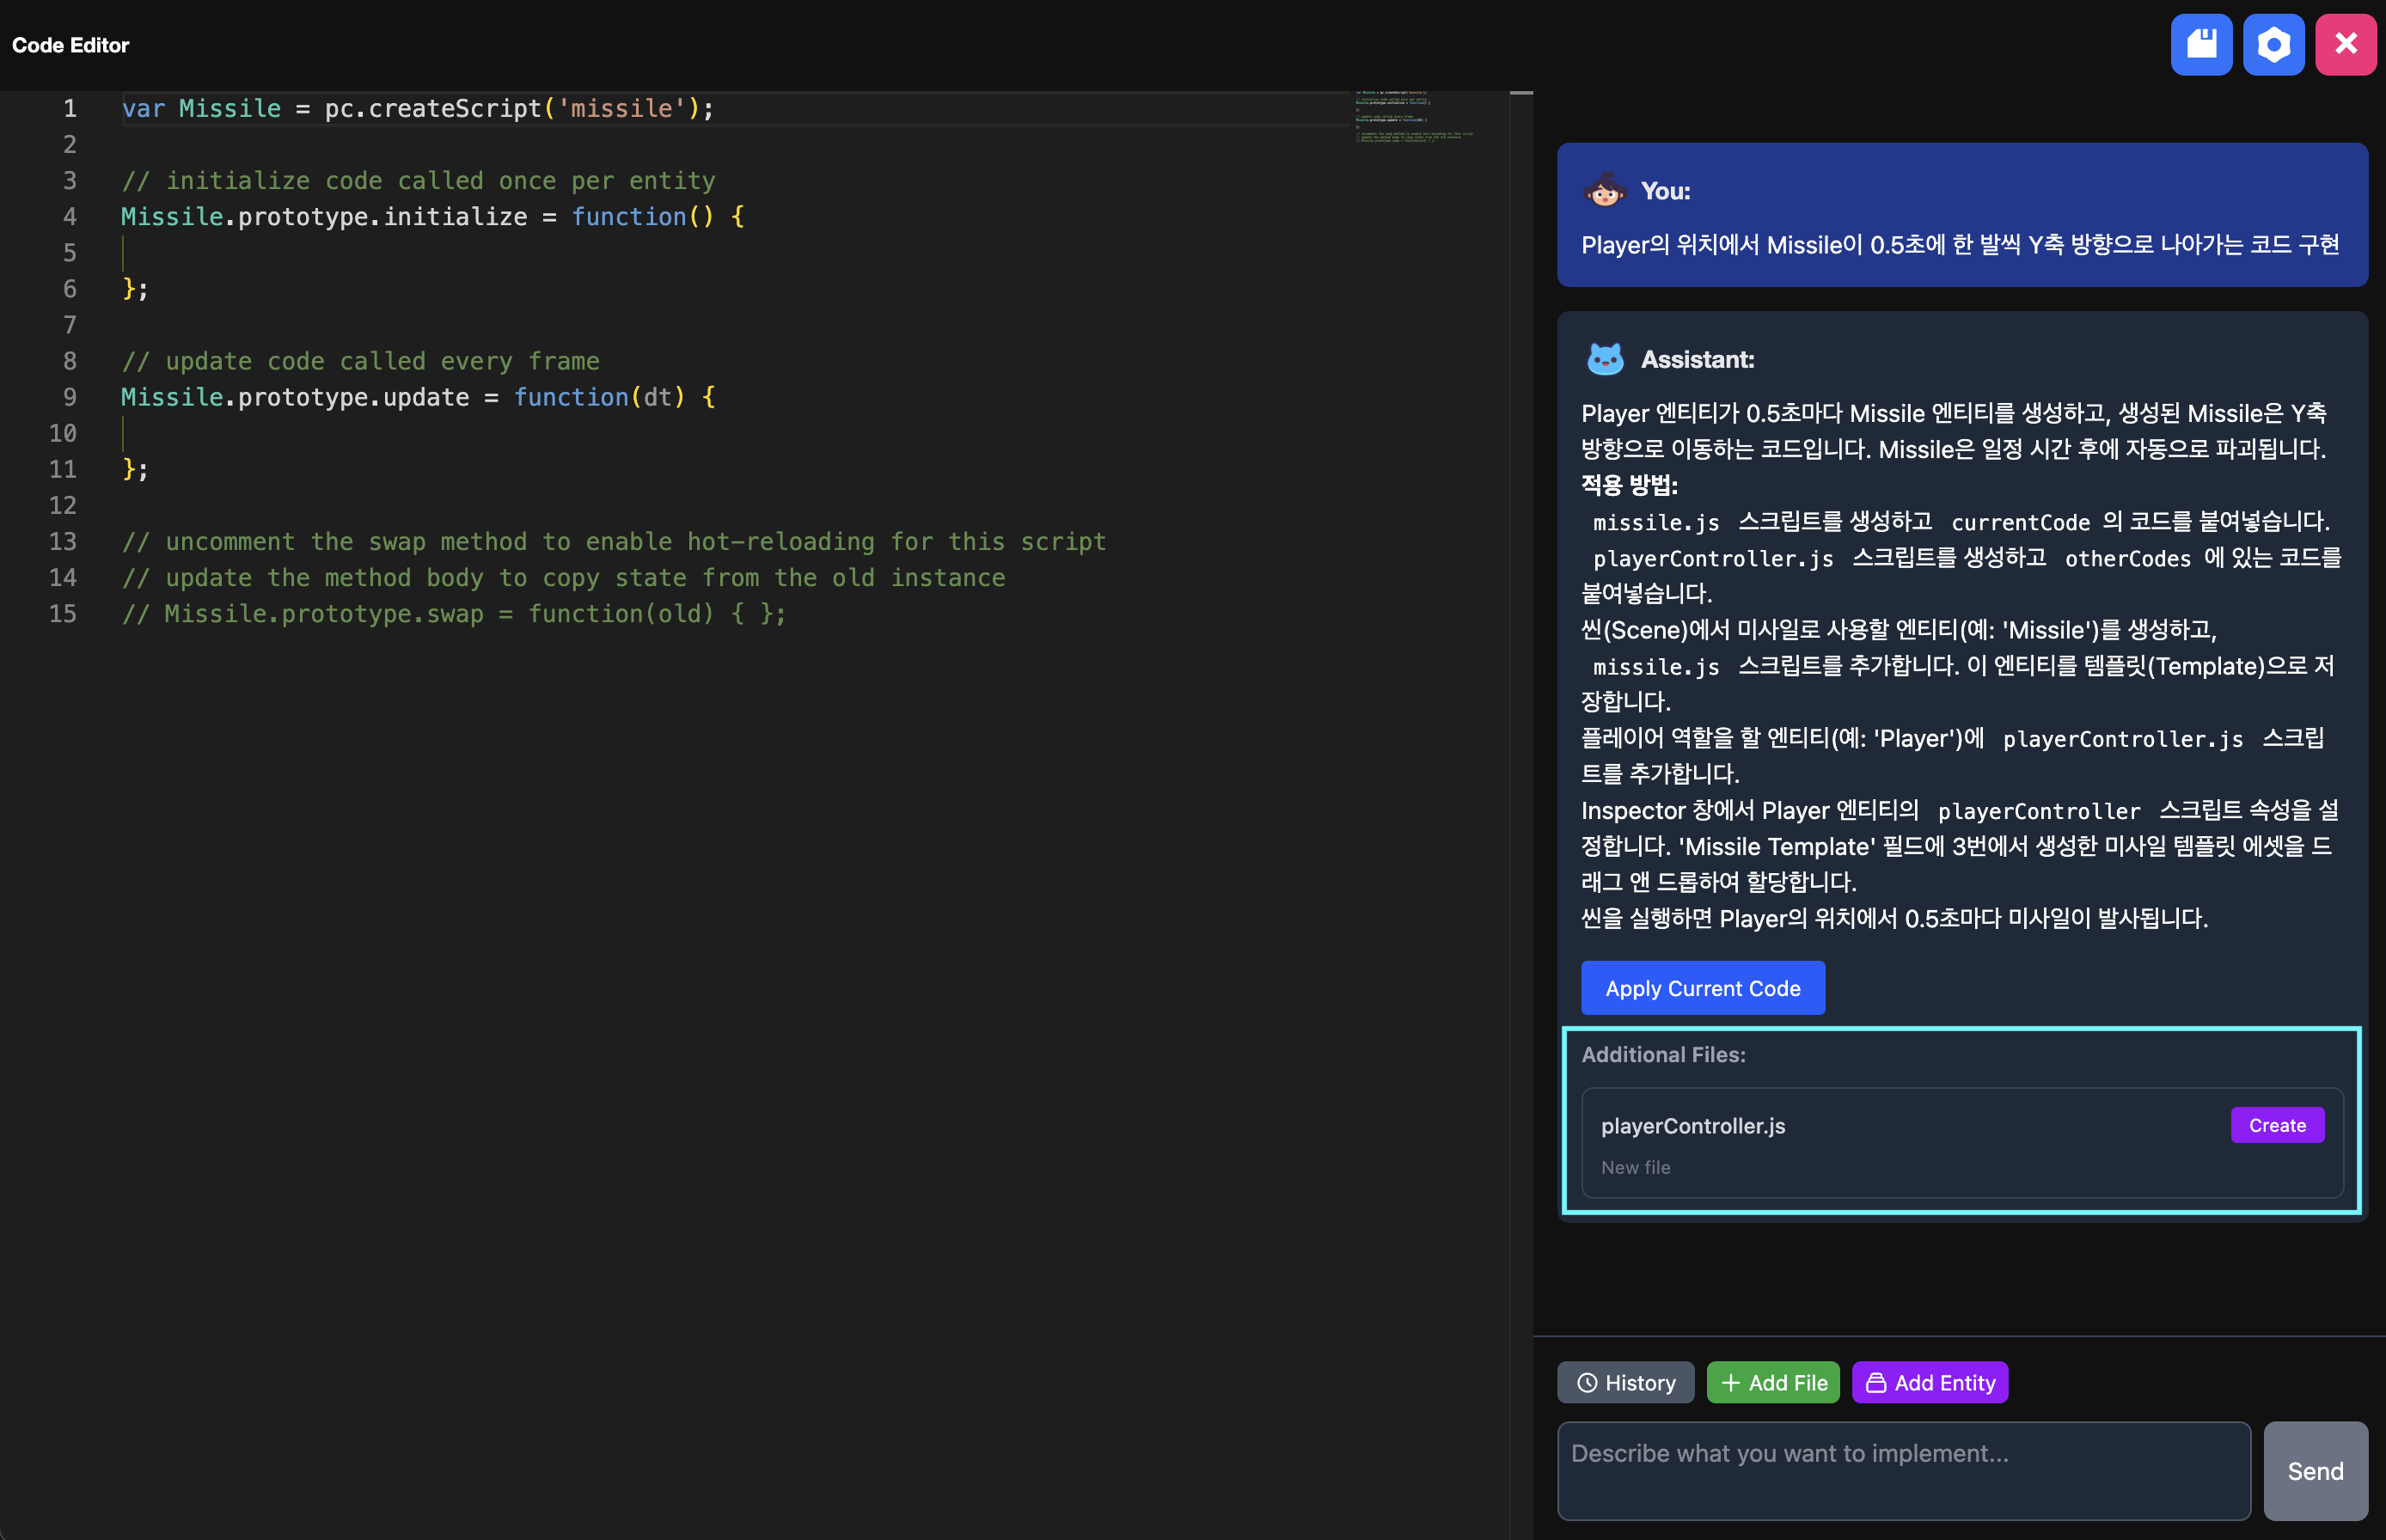 Code Editor
1 var Missile = pc.createScript('missile');
2
3 // initialize code called once per entity
4 Missile.prototype.initialize = function() {
5
6 };
7
8 // update code called every frame
9 Missile.prototype.update = function(dt) {
10
11 };
12
13 // uncomment the swap method to enable hot-reloading for this script
14 // update the method body to copy state from the old instance
15 // Missile.prototype.swap = function(old) { };
You:
Player의 위치에서 Missile이 0.5초에 한 발씩 Y축 방향으로 나아가는 코드 구현
Assistant:
Player 엔티티가 0.5초마다 Missile 엔티티를 생성하고, 생성된 Missile은 Y축
방향으로 이동하는 코드입니다. Missile은 일정 시간 후에 자동으로 파괴됩니다.
적용 방법:
missile.js 스크립트를 생성하고 currentCode 의 코드를 붙여넣습니다.
playerController.js 스크립트를 생성하고 otherCodes 에 있는 코드를
붙여넣습니다.
씬(Scene)에서 미사일로 사용할 엔티티(예: 'Missile')를 생성하고,
missile.js 스크립트를 추가합니다. 이 엔티티를 템플릿(Template)으로 저
장합니다.
플레이어 역할을 할 엔티티(예: 'Player')에 playerController.js 스크립
트를 추가합니다.
Inspector 창에서 Player 엔티티의 playerController 스크립트 속성을 설
정합니다. 'Missile Template' 필드에 3번에서 생성한 미사일 템플릿 에셋을 드
래그 앤 드롭하여 할당합니다.
씬을 실행하면 Player의 위치에서 0.5초마다 미사일이 발사됩니다.
Apply Current Code
Additional Files:
playerController.js
Create
New file
History
Add File
Add Entity
Describe what you want to implement...
Send